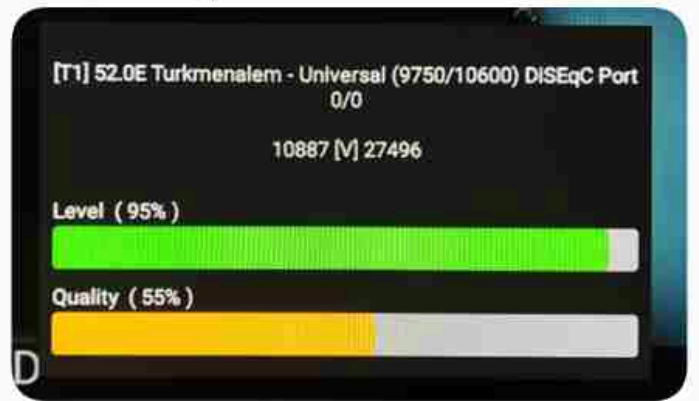 [T1] 52.0E Turkmenalem - Universal (9750/10600) DISEqC Port
0/0
10887 [V] 27496
Level ( 95% )
Quality ( 55% )
D